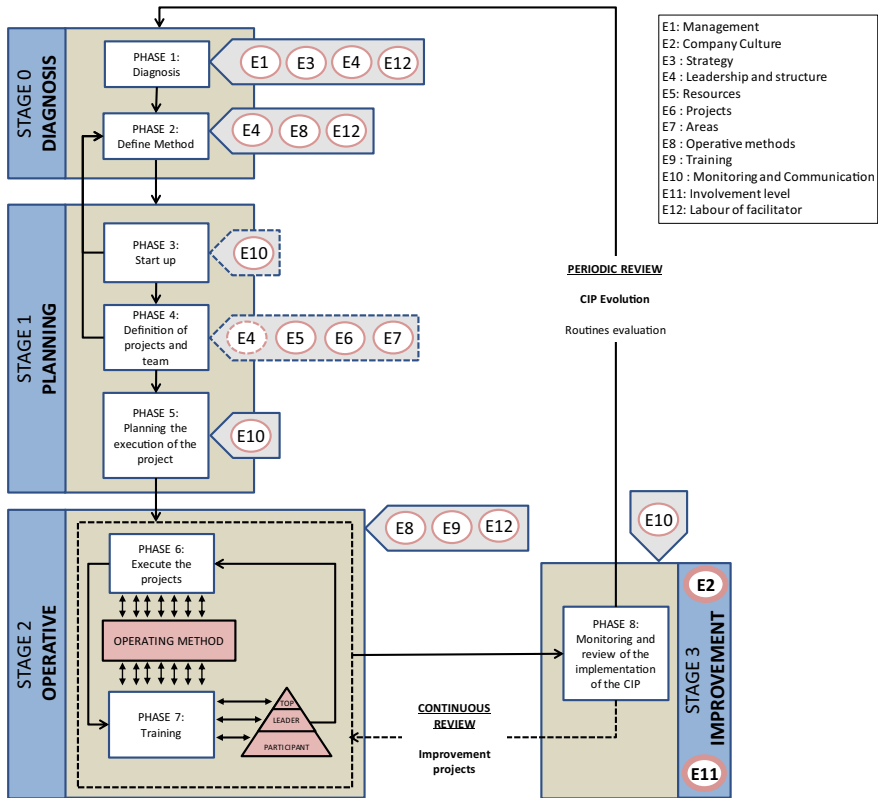 STAGE 0
DIAGNOSIS
PHASE 1:
Diagnosis
E1
E3
E4
E12
PHASE 2:
Define Method
E4
E8
E12
E1: Management
E2: Company Culture
E3 : Strategy
E4 : Leadership and structure
E5: Resources
E6 : Projects
E7 : Areas
E8 : Operative methods
E9 : Training
E10 : Monitoring and Communication
E11: Involvement level
E12: Labour of facilitator
STAGE 1
PLANNING
PHASE 3:
Start up
E10
PHASE 4:
Definition of
projects and
team
E4
E5
E6
E7
PHASE 5:
Planning the
execution of the
project
E10
PERIODIC REVIEW
CIP Evolution
Routines evaluation
STAGE 2
OPERATIVE
E8
E9
E12
PHASE 6:
Execute the
projects
OPERATING METHOD
PHASE 7:
Training
TOP
LEADER
PARTICIPANT
CONTINUOUS
REVIEW
Improvement
projects
E10
PHASE 8:
Monitoring and
review of the
implementation
of the CIP
E2
STAGE 3
IMPROVEMENT
E11